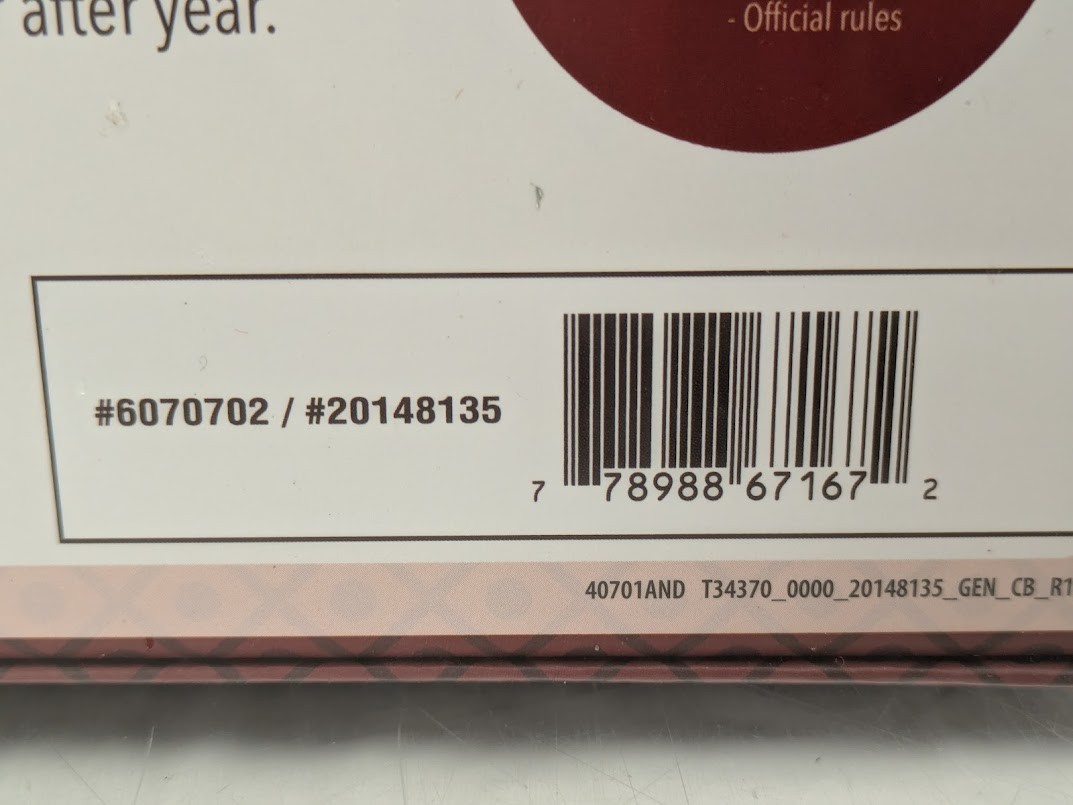 after year.
- Official rules
#6070702 / #20148135
7 78988 67167 2
40701AND T34370_0000_20148135_GEN_CB_R1